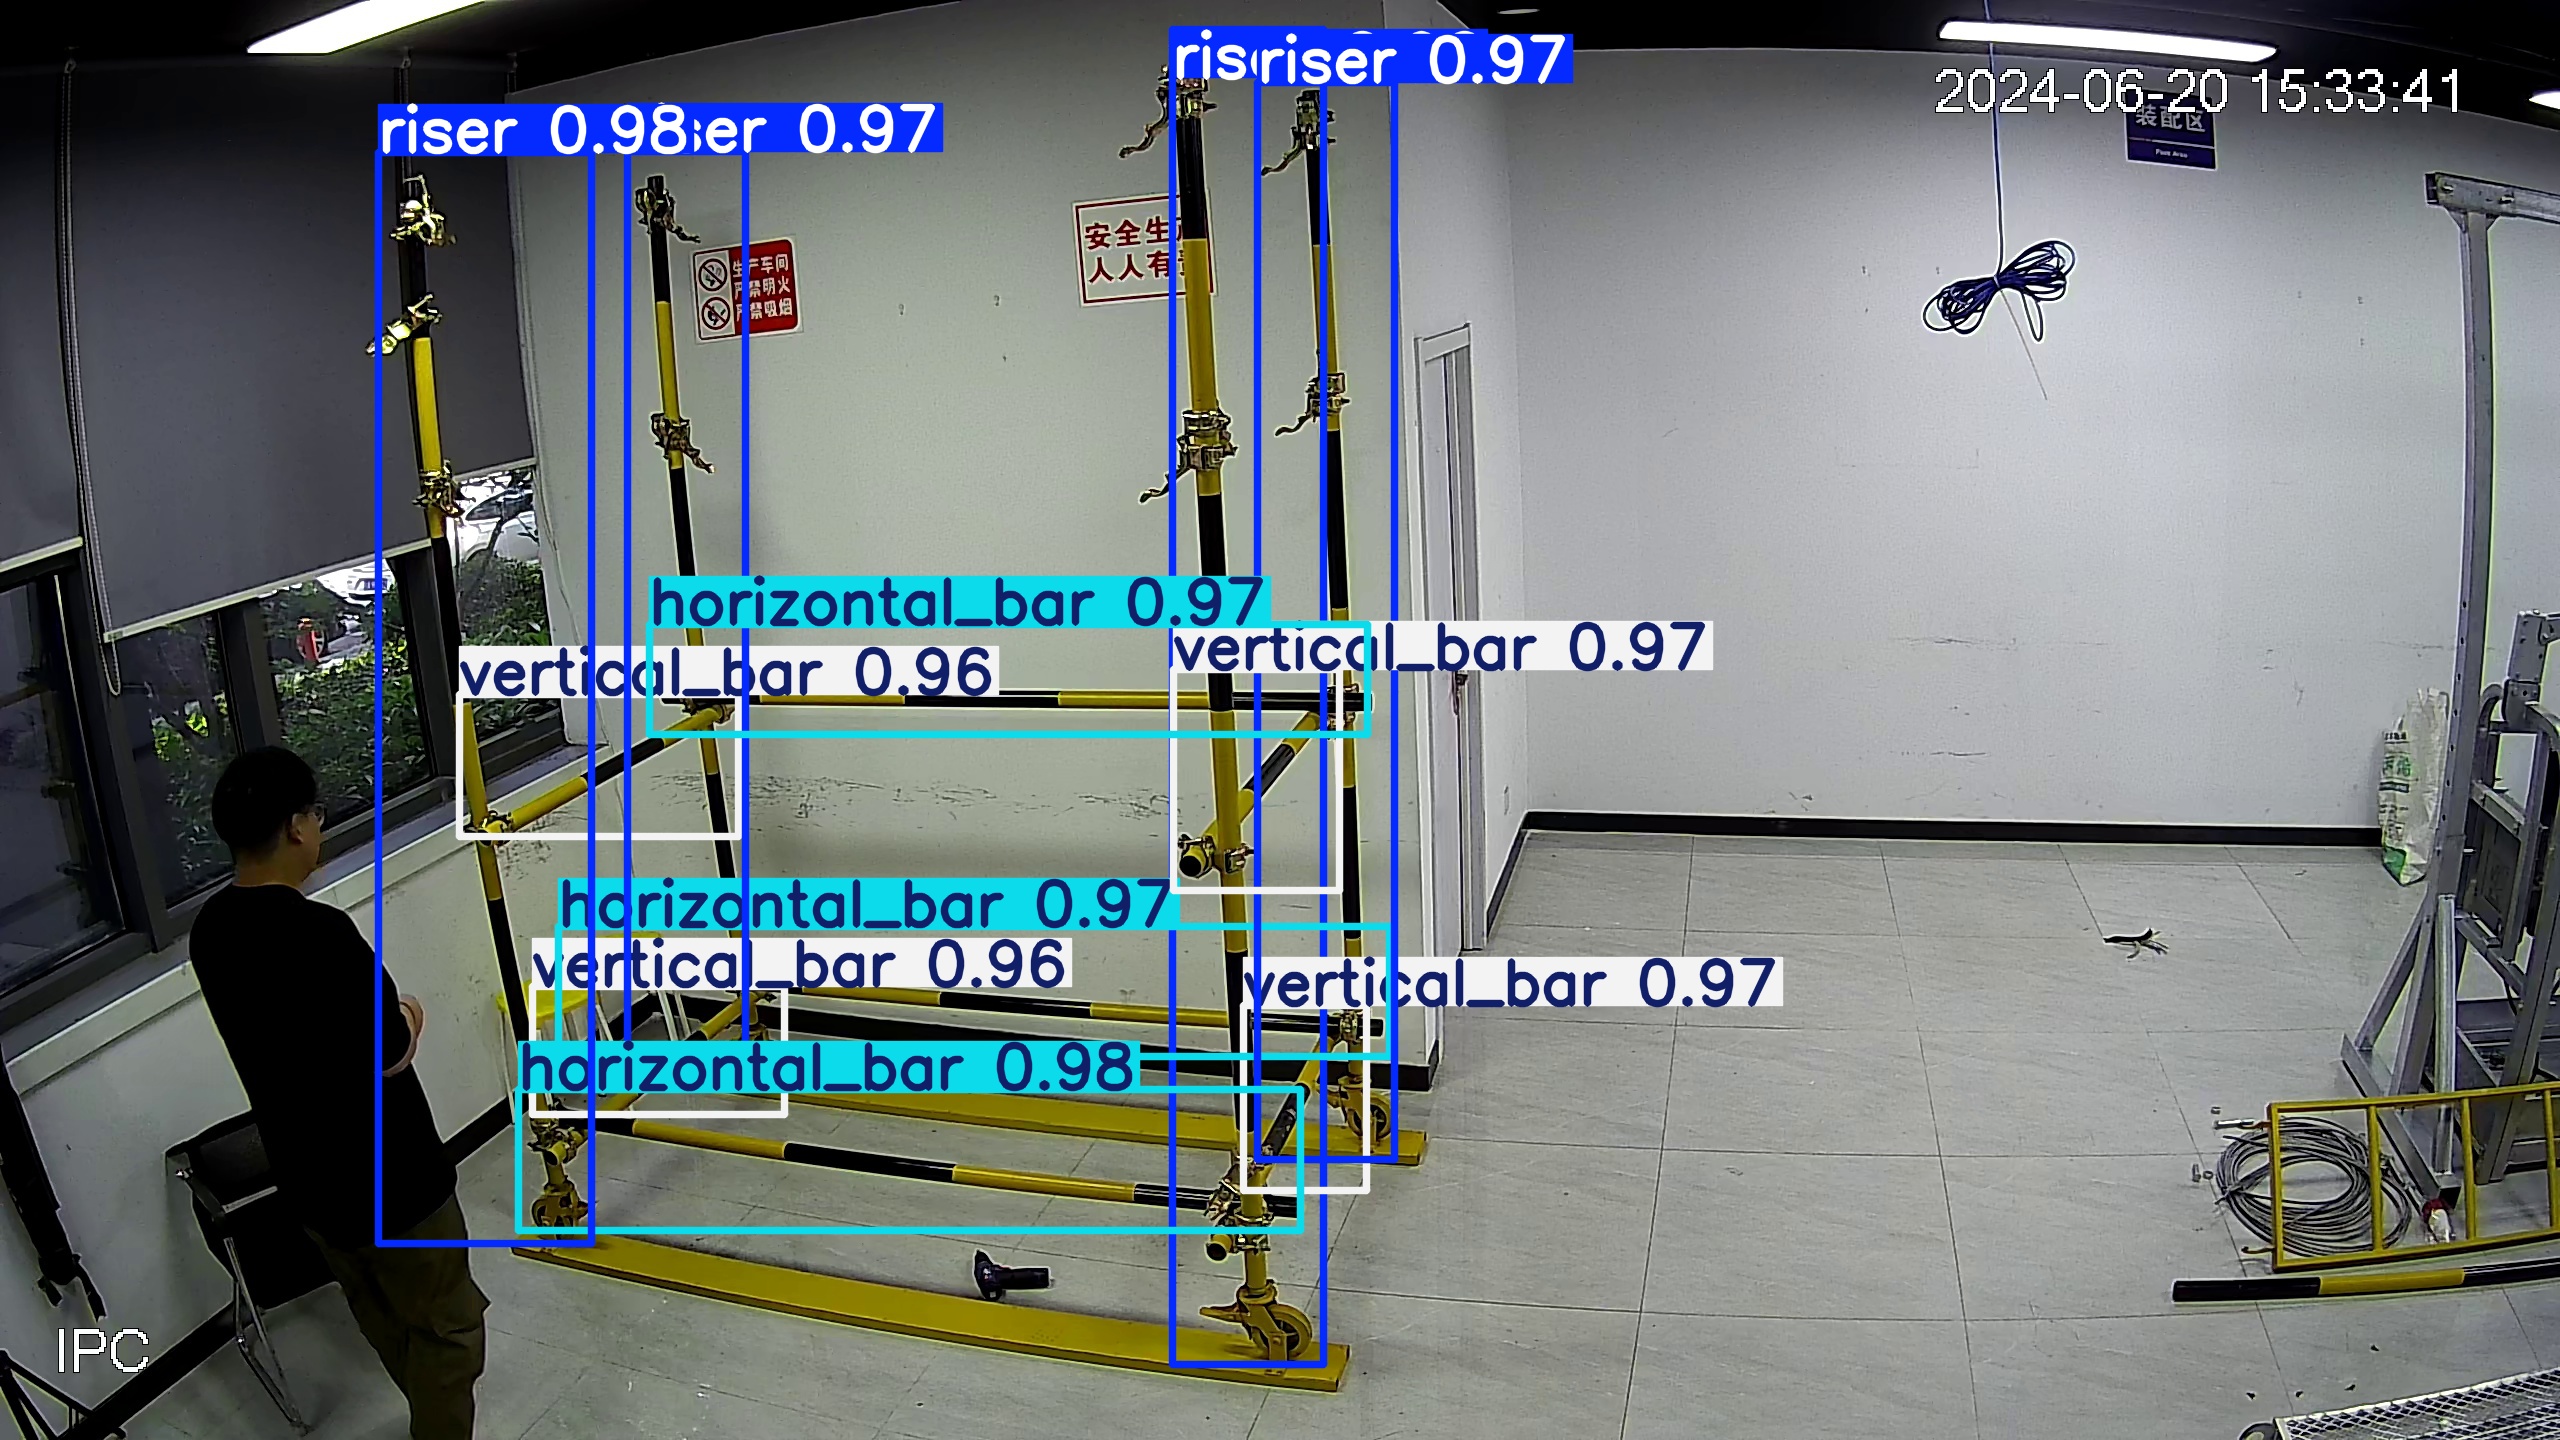 riser 0.97
2024-06-20 15:33:41
riser 0.98
ser 0.97
装配区
安全生
人人有
生产车间
严禁明火
严禁吸烟
horizontal_bar 0.97
vertical_bar 0.97
vertical_bar 0.96
horizontal_bar 0.97
vertical_bar 0.96
vertical_bar 0.97
horizontal_bar 0.98
IPC